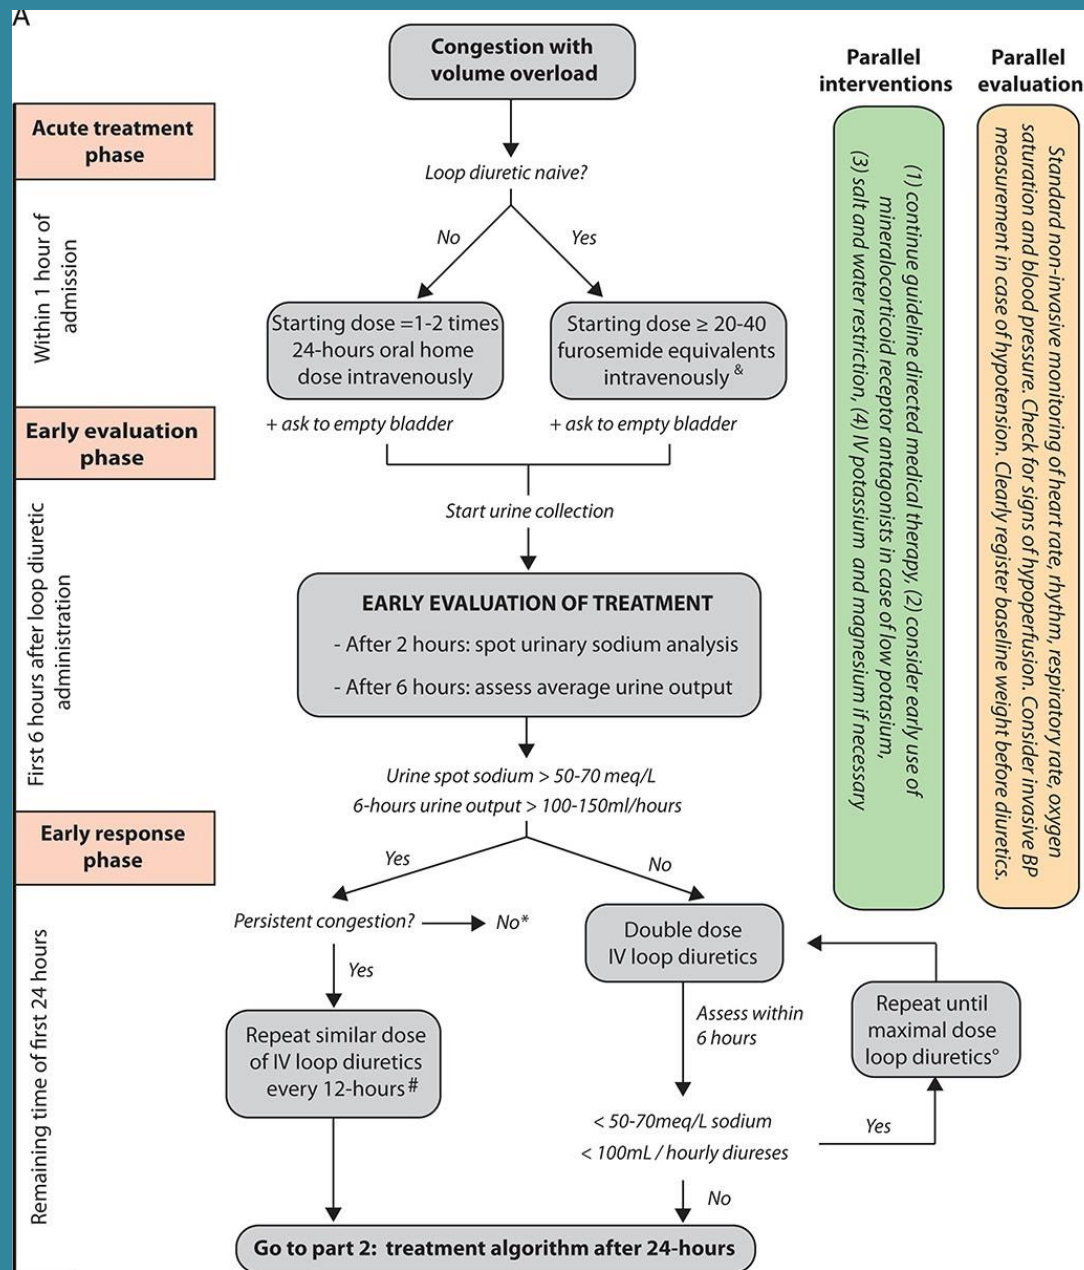 A
Congestion with
volume overload
Parallel
interventions
Parallel
evaluation
Acute treatment
phase
Within 1 hour of
admission
Loop diuretic naive?
No
Yes
Starting dose =1-2 times
24-hours oral home
dose intravenously
Starting dose ≥ 20-40
furosemide equivalents
intravenously &
+ ask to empty bladder
+ ask to empty bladder
Early evaluation
phase
First 6 hours after loop diuretic
administration
Start urine collection
EARLY EVALUATION OF TREATMENT
- After 2 hours: spot urinary sodium analysis
- After 6 hours: assess average urine output
Urine spot sodium > 50-70 meq/L
6-hours urine output > 100-150ml/hours
Early response
phase
Remaining time of first 24 hours
Yes
No
Persistent congestion?
No*
Yes
Repeat similar dose
of IV loop diuretics
every 12-hours #
Double dose
IV loop diuretics
Assess within
6 hours
Repeat until
maximal dose
loop diuretics°
< 50-70meq/L sodium
< 100mL / hourly diureses
Yes
No
Go to part 2: treatment algorithm after 24-hours
(1) continue guideline directed medical therapy, (2) consider early use of
mineralocorticoid receptor antagonists in case of low potasium,
(3) salt and water restriction, (4) IV potassium and magnesium if necessary
Standard non-invasive monitoring of heart rate, rhythm, respiratory rate, oxygen
saturation and blood pressure. Check for signs of hypoperfusion. Consider invasive BP
measurement in case of hypotension. Clearly register baseline weight before diuretics.